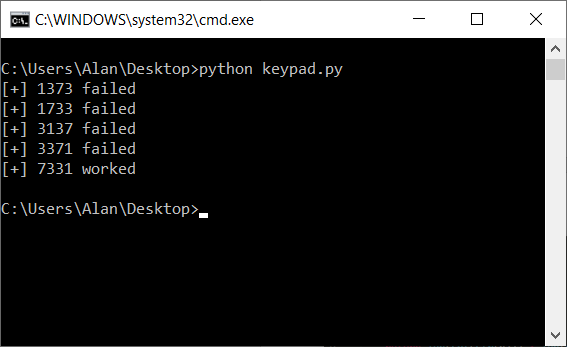 C:\WINDOWS\system32\cmd.exe
C:\Users\Alan\Desktop>python keypad.py
[+] 1373 failed
[+] 1733 failed
[+] 3137 failed
[+] 3371 failed
[+] 7331 worked
C:\Users\Alan\Desktop>